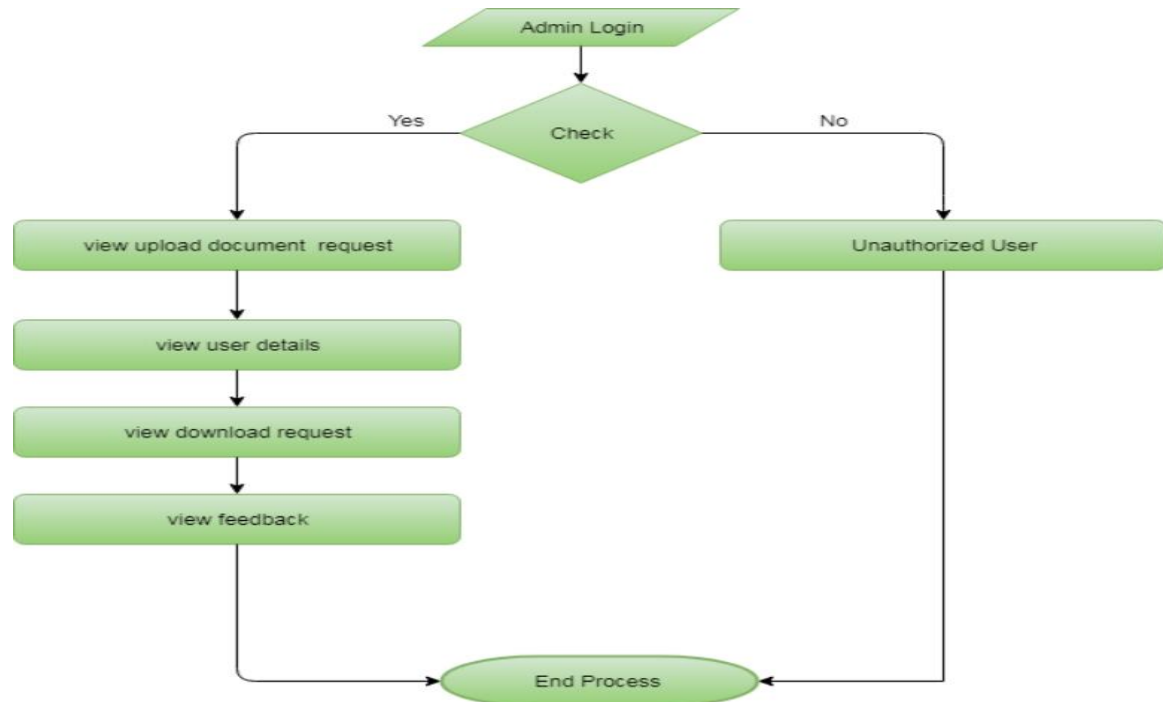 Admin Login
Check
Yes
No
view upload document request
Unauthorized User
view user details
view download request
view feedback
End Process